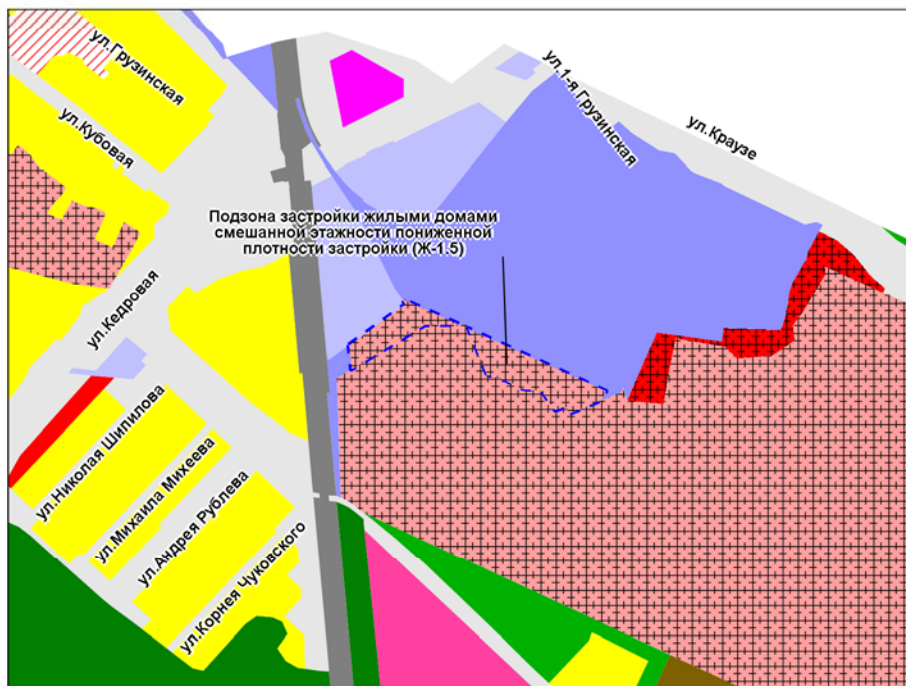 ул.Грузинская
ул.1-я Грузинская
ул.Краузе
ул.Кубовая
Подзона застройки жилыми домами
смешанной этажности пониженной
плотности застройки (Ж-1.5)
ул.Кедровая
ул.Николая Шипилова
ул.Михаила Михеева
ул.Андрея Рублева
ул.Корнея Чуковского